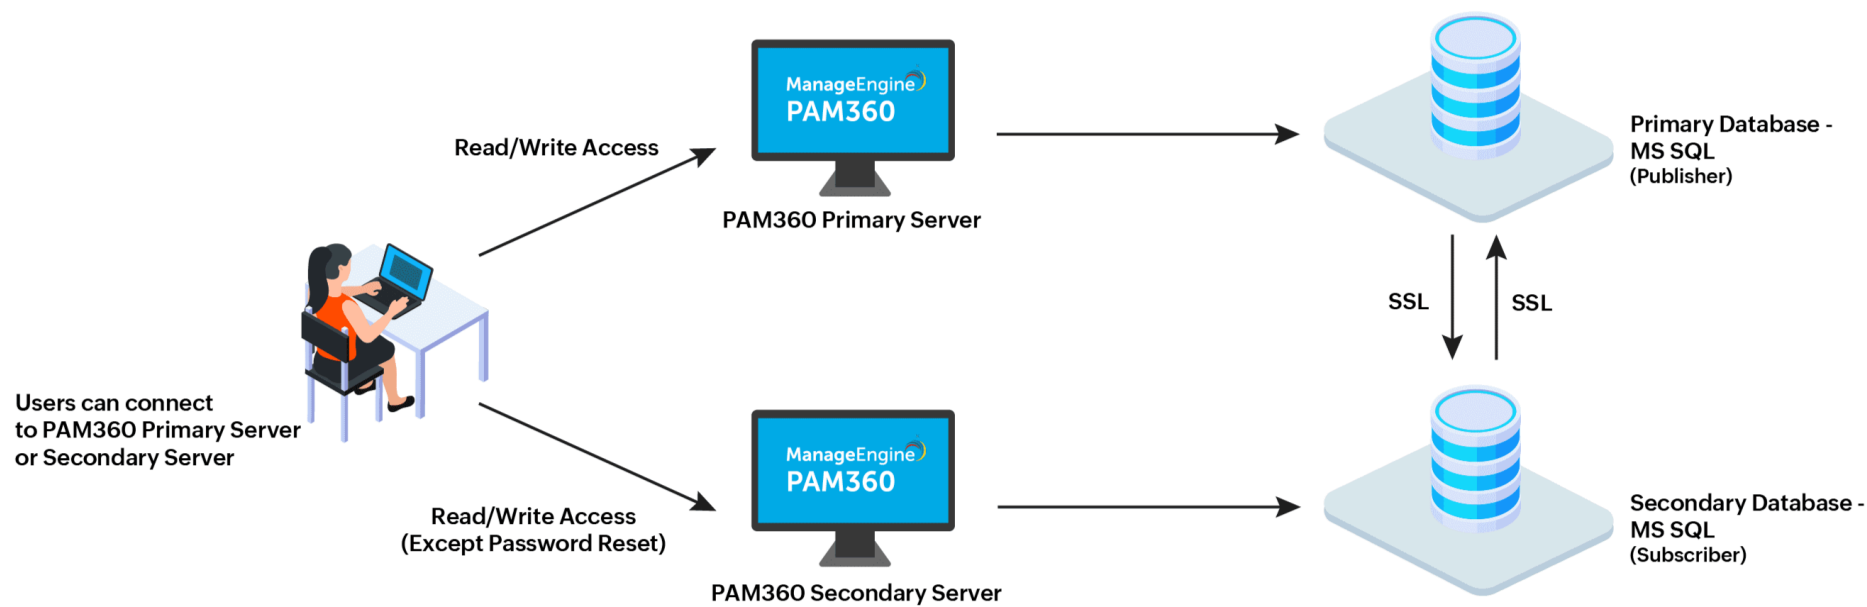 Read/Write Access
ManageEngine
PAM360
PAM360 Primary Server
Primary Database -
MS SQL
(Publisher)
SSL
SSL
Users can connect
to PAM360 Primary Server
or Secondary Server
Read/Write Access
(Except Password Reset)
ManageEngine
PAM360
PAM360 Secondary Server
Secondary Database -
MS SQL
(Subscriber)